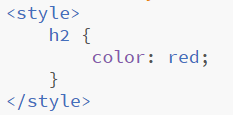 <style>
    h2 {
        color: red;
    }
</style>